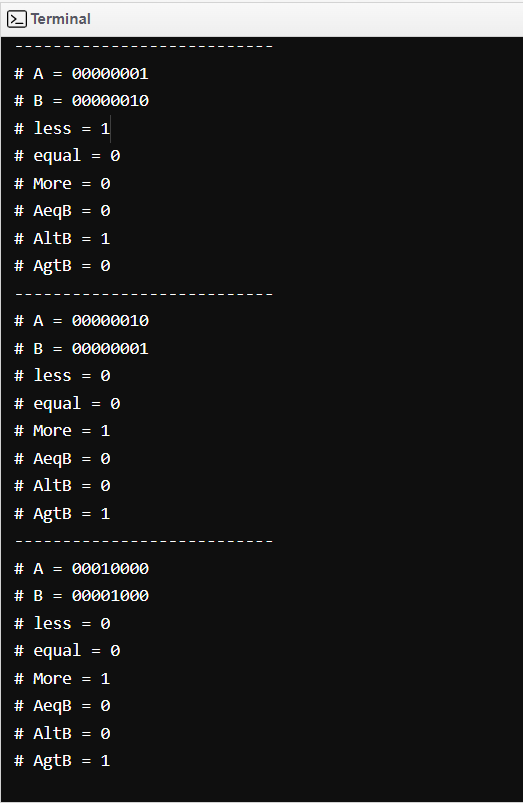 Terminal
---------------------------
# A = 00000001
# B = 00000010
# less = 1
# equal = 0
# More = 0
# AeqB = 0
# AltB = 1
# AgtB = 0
---------------------------
# A = 00000010
# B = 00000001
# less = 0
# equal = 0
# More = 1
# AeqB = 0
# AltB = 0
# AgtB = 1
---------------------------
# A = 00010000
# B = 00001000
# less = 0
# equal = 0
# More = 1
# AeqB = 0
# AltB = 0
# AgtB = 1